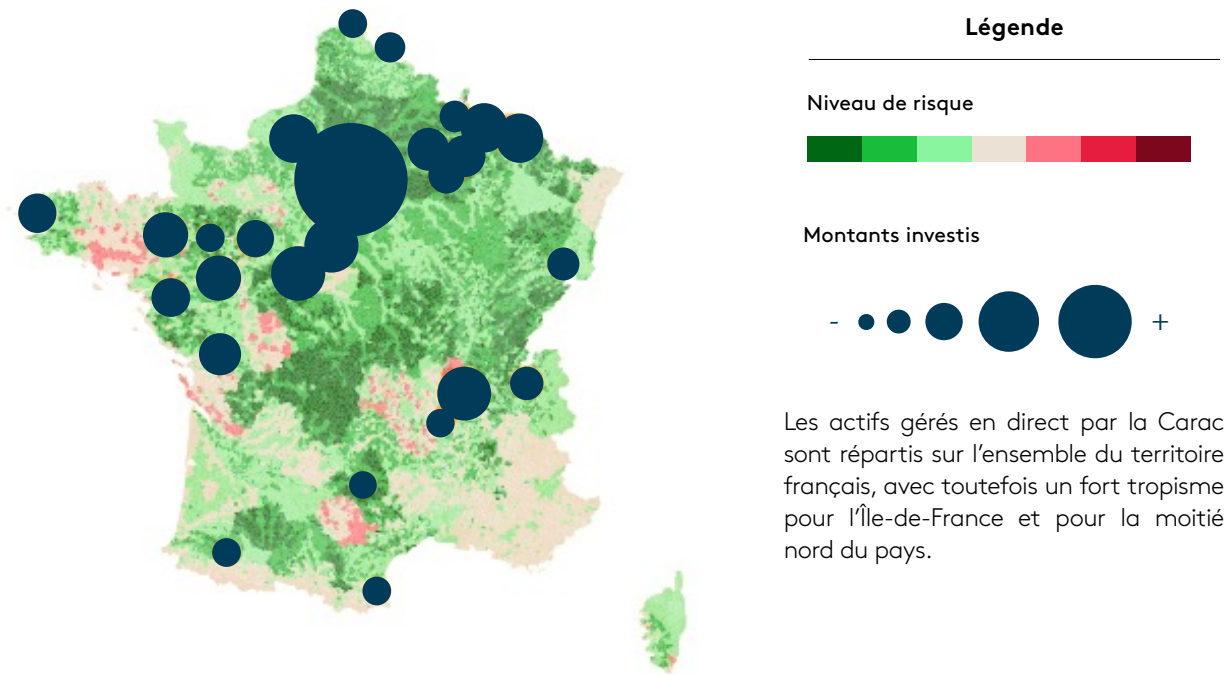 Légende
Niveau de risque
Montants investis
- +
Les actifs gérés en direct par la Carac
sont répartis sur l'ensemble du territoire
français, avec toutefois un fort tropisme
pour l'Île-de-France et pour la moitié
nord du pays.